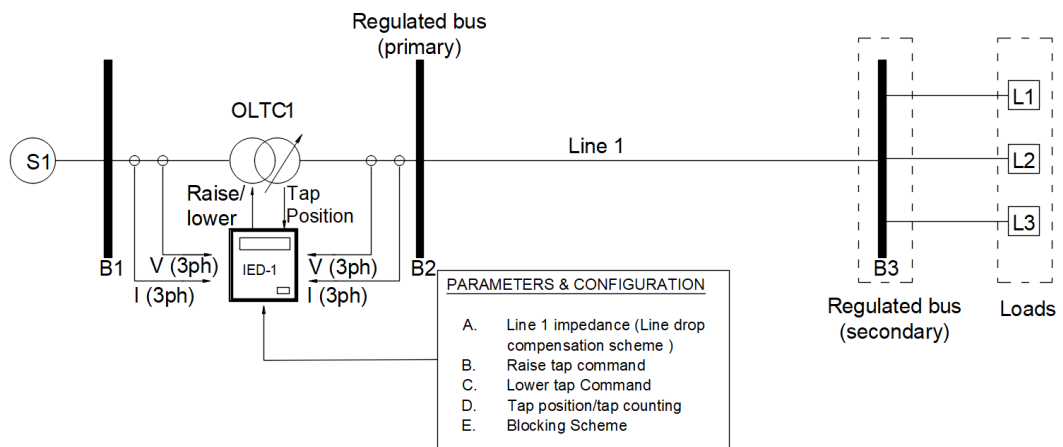 Regulated bus
(primary)
OLTC1
S1
Line 1
L1
L2
L3
Raise/
lower
Tap
Position
B1
V (3ph)
I (3ph)
IED-1
V (3ph)
I (3ph)
B2
B3
Regulated bus
(secondary)
Loads
PARAMETERS & CONFIGURATION
A. Line 1 impedance (Line drop
compensation scheme )
B. Raise tap command
C. Lower tap Command
D. Tap position/tap counting
E. Blocking Scheme